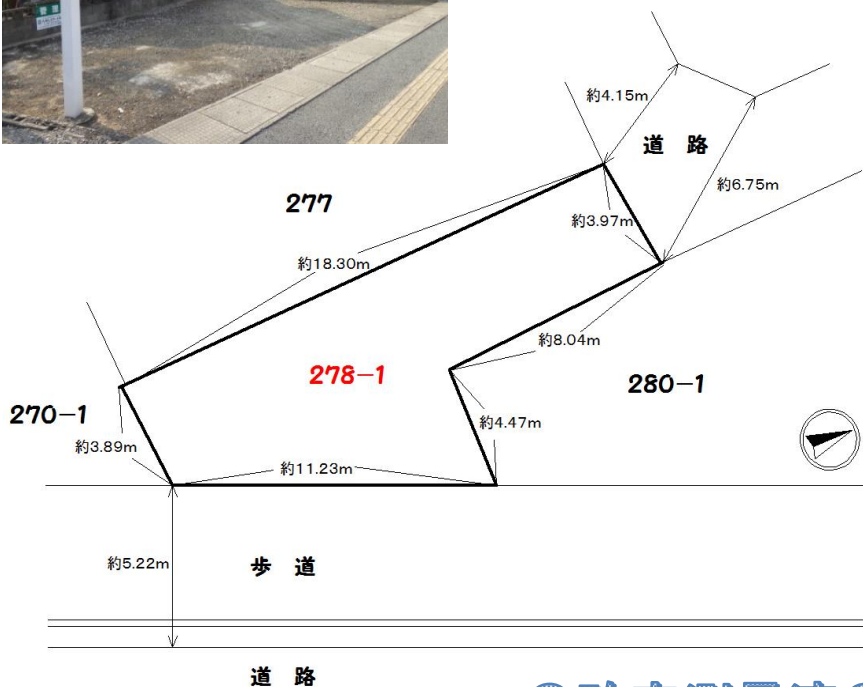 約4.15m
道 路
約6.75m
277
約3.97m
約18.30m
約8.04m
278-1
280-1
270-1
約4.47m
約3.89m
約11.23m
約5.22m
歩 道
道 路